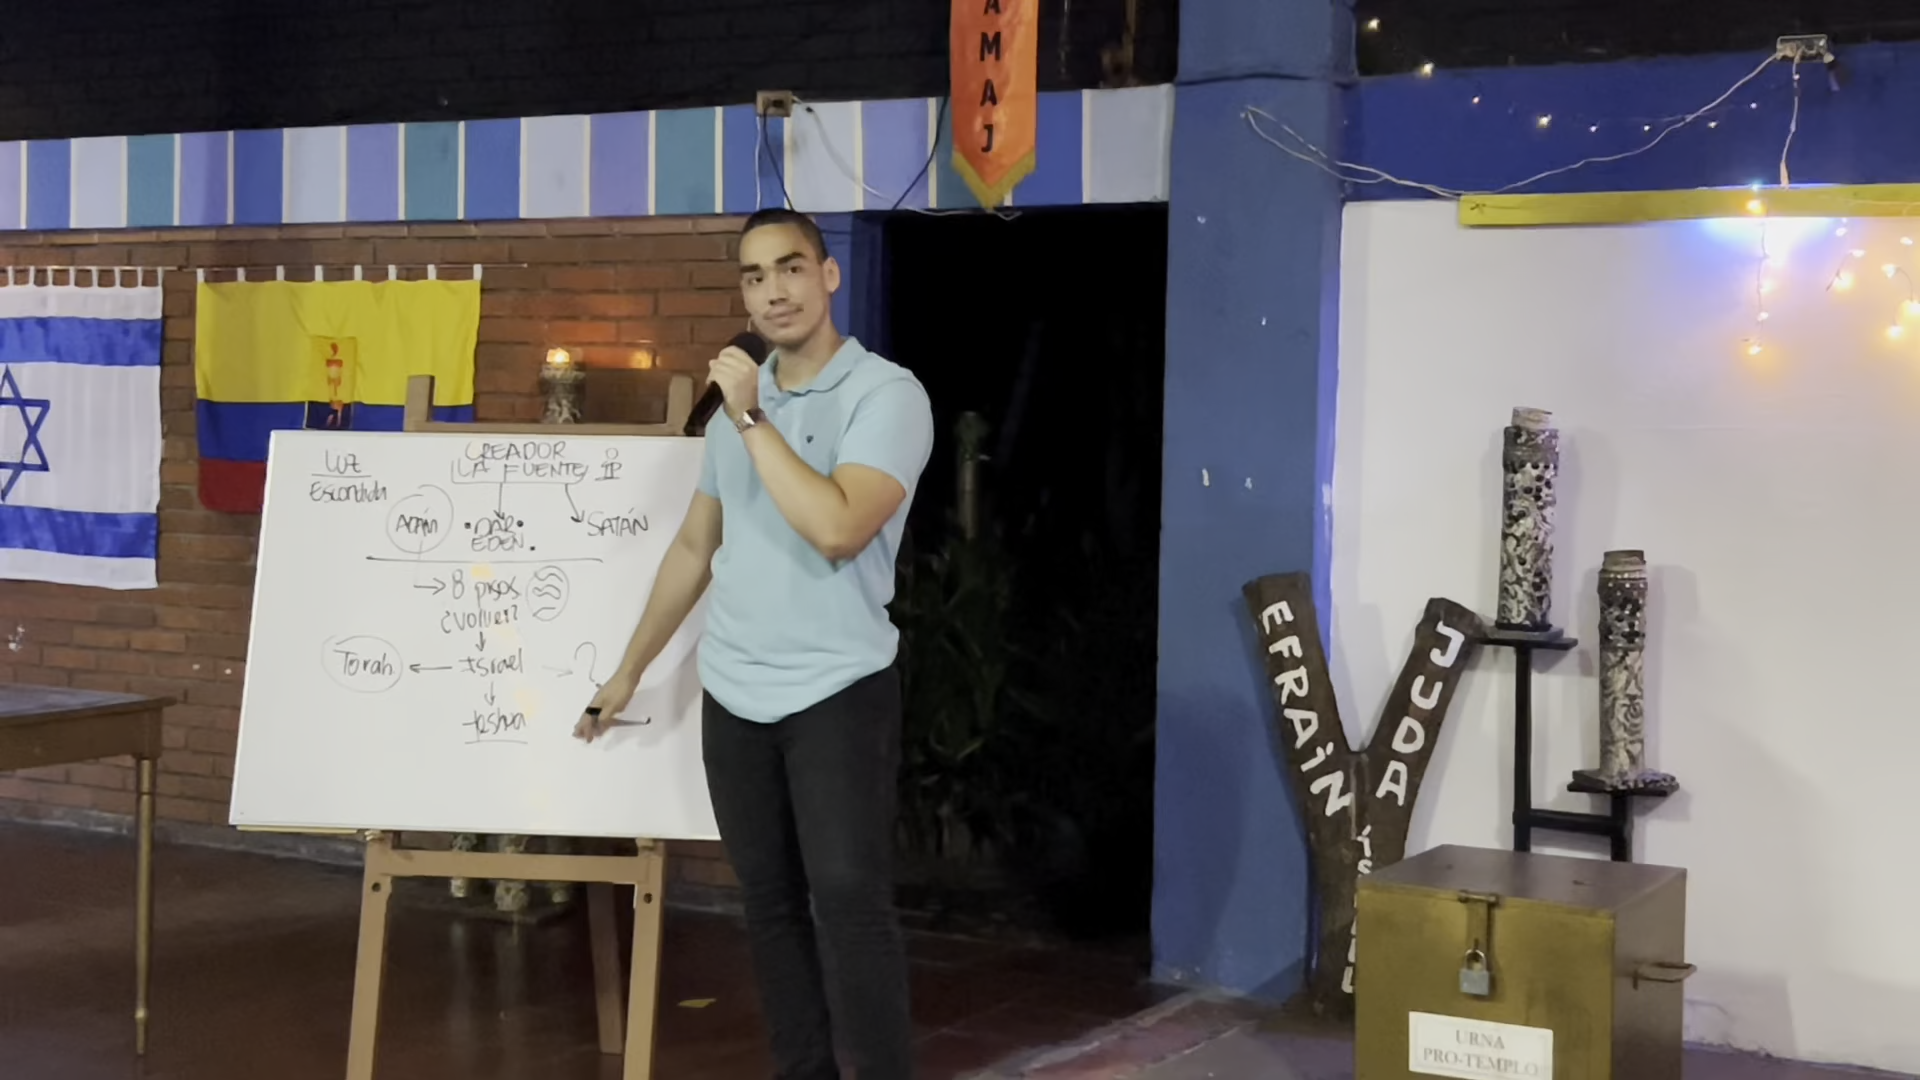 A
M
A
J
LUZ
Escondida
CREADOR
LA FUENTE
ADÁN
•DAR•
EDEN.
SATÁN
→ 8 pisos
¿volver?
Torah ← Israel → ?
Yeshua
EFRAiN
JUDA
URNA
PRO-TEMPLO